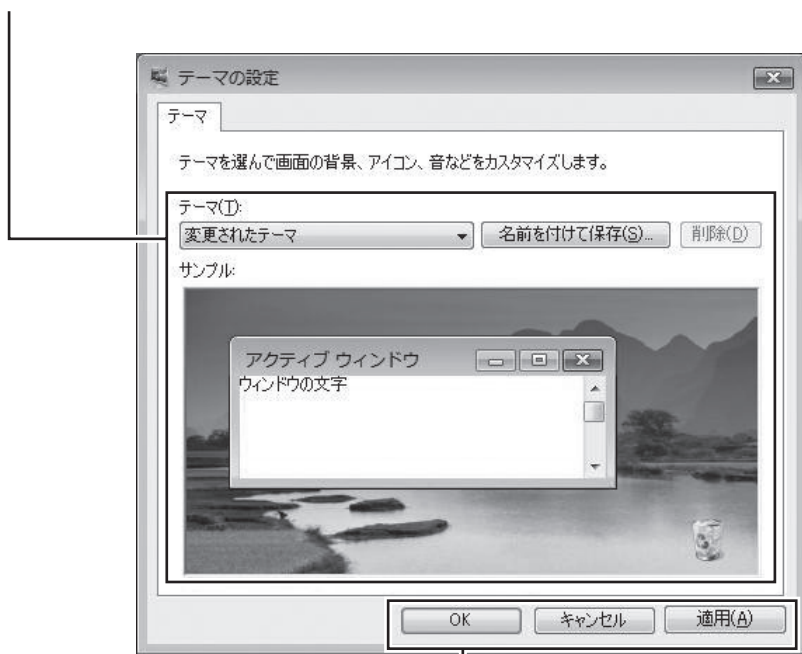 テーマの設定
テーマ
テーマを選んで画面の背景、アイコン、音などをカスタマイズします。
テーマ(T):
変更されたテーマ 名前を付けて保存(S)... 削除(D)
サンプル:
アクティブ ウィンドウ
ウィンドウの文字
OK キャンセル 適用(A)